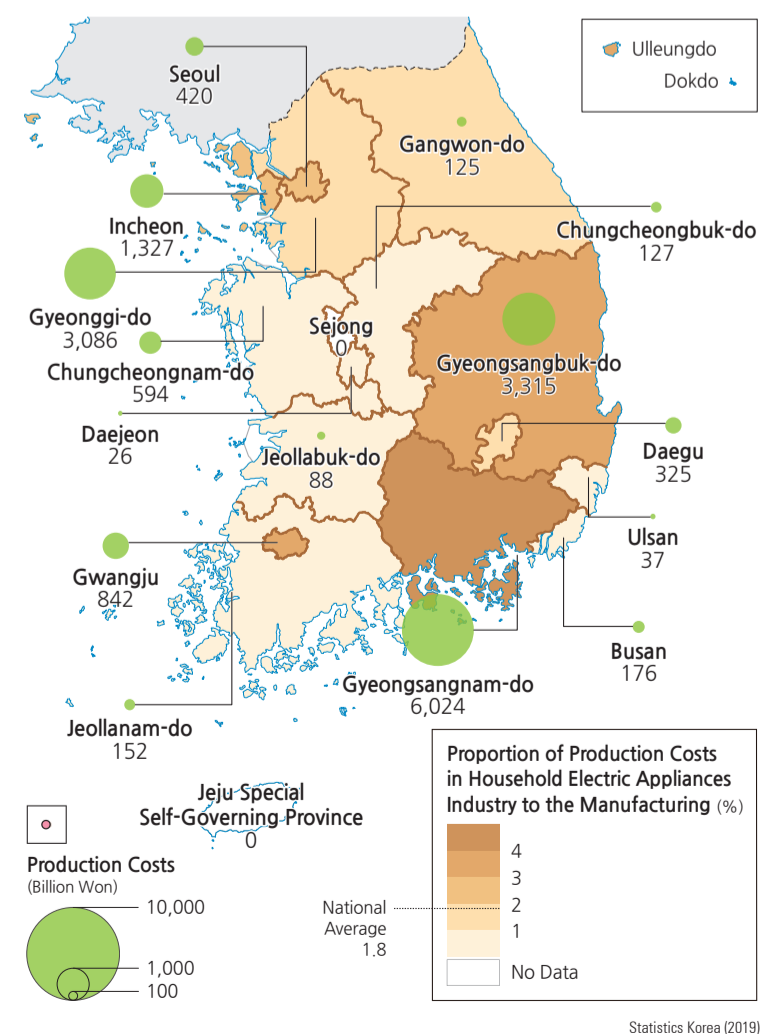 Ulleungdo
Dokdo
Seoul
420
Gangwon-do
125
Incheon
1,327
Chungcheongbuk-do
127
Gyeonggi-do
3,086
Sejong
0
Chungcheongnam-do
594
Gyeongsangbuk-do
3,315
Daejeon
26
Jeollabuk-do
88
Daegu
325
Ulsan
37
Gwangju
842
Busan
176
Gyeongsangnam-do
6,024
Jeollanam-do
152
Jeju Special
Self-Governing Province
0
Production Costs
(Billion Won)
10,000
1,000
100
Proportion of Production Costs
in Household Electric Appliances
Industry to the Manufacturing (%)
4
3
2
1
National
Average
1.8
No Data
Statistics Korea (2019)